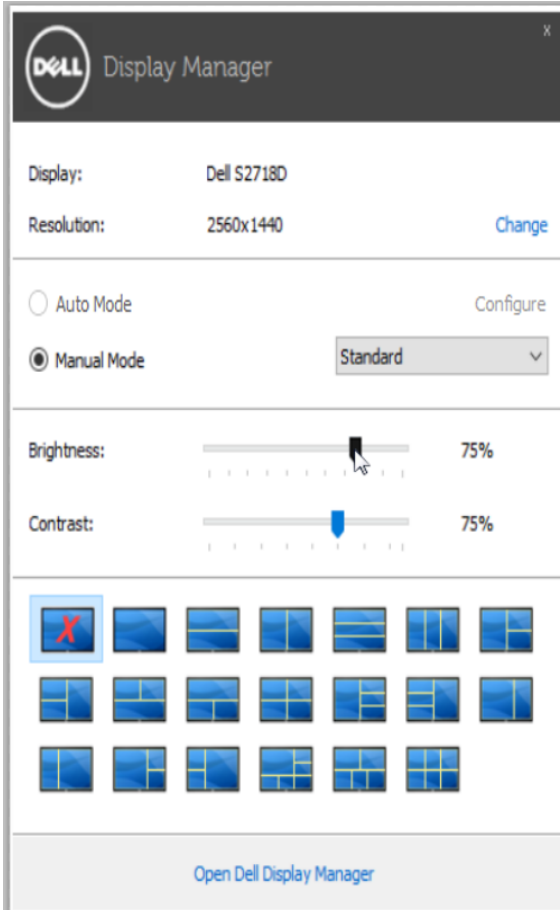 DELL Display Manager x
Display: Dell S2718D
Resolution: 2560x1440 Change
Auto Mode Configure
Manual Mode Standard
Brightness: 75%
Contrast: 75%
Open Dell Display Manager